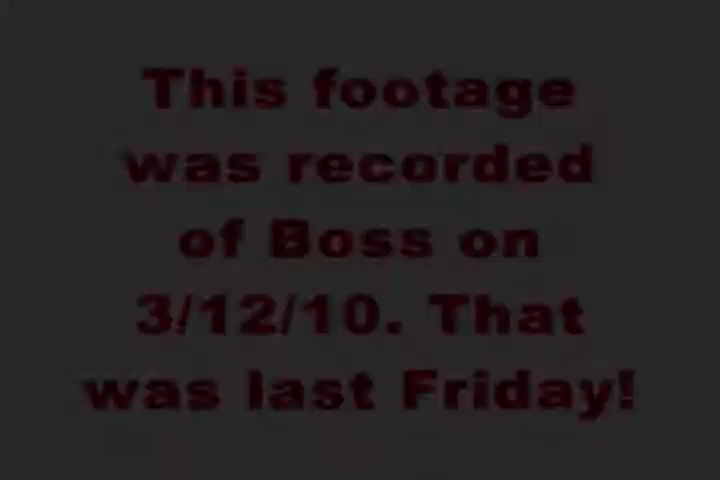 This footage
was recorded
of Boss on
3/12/10. That
was last Friday!